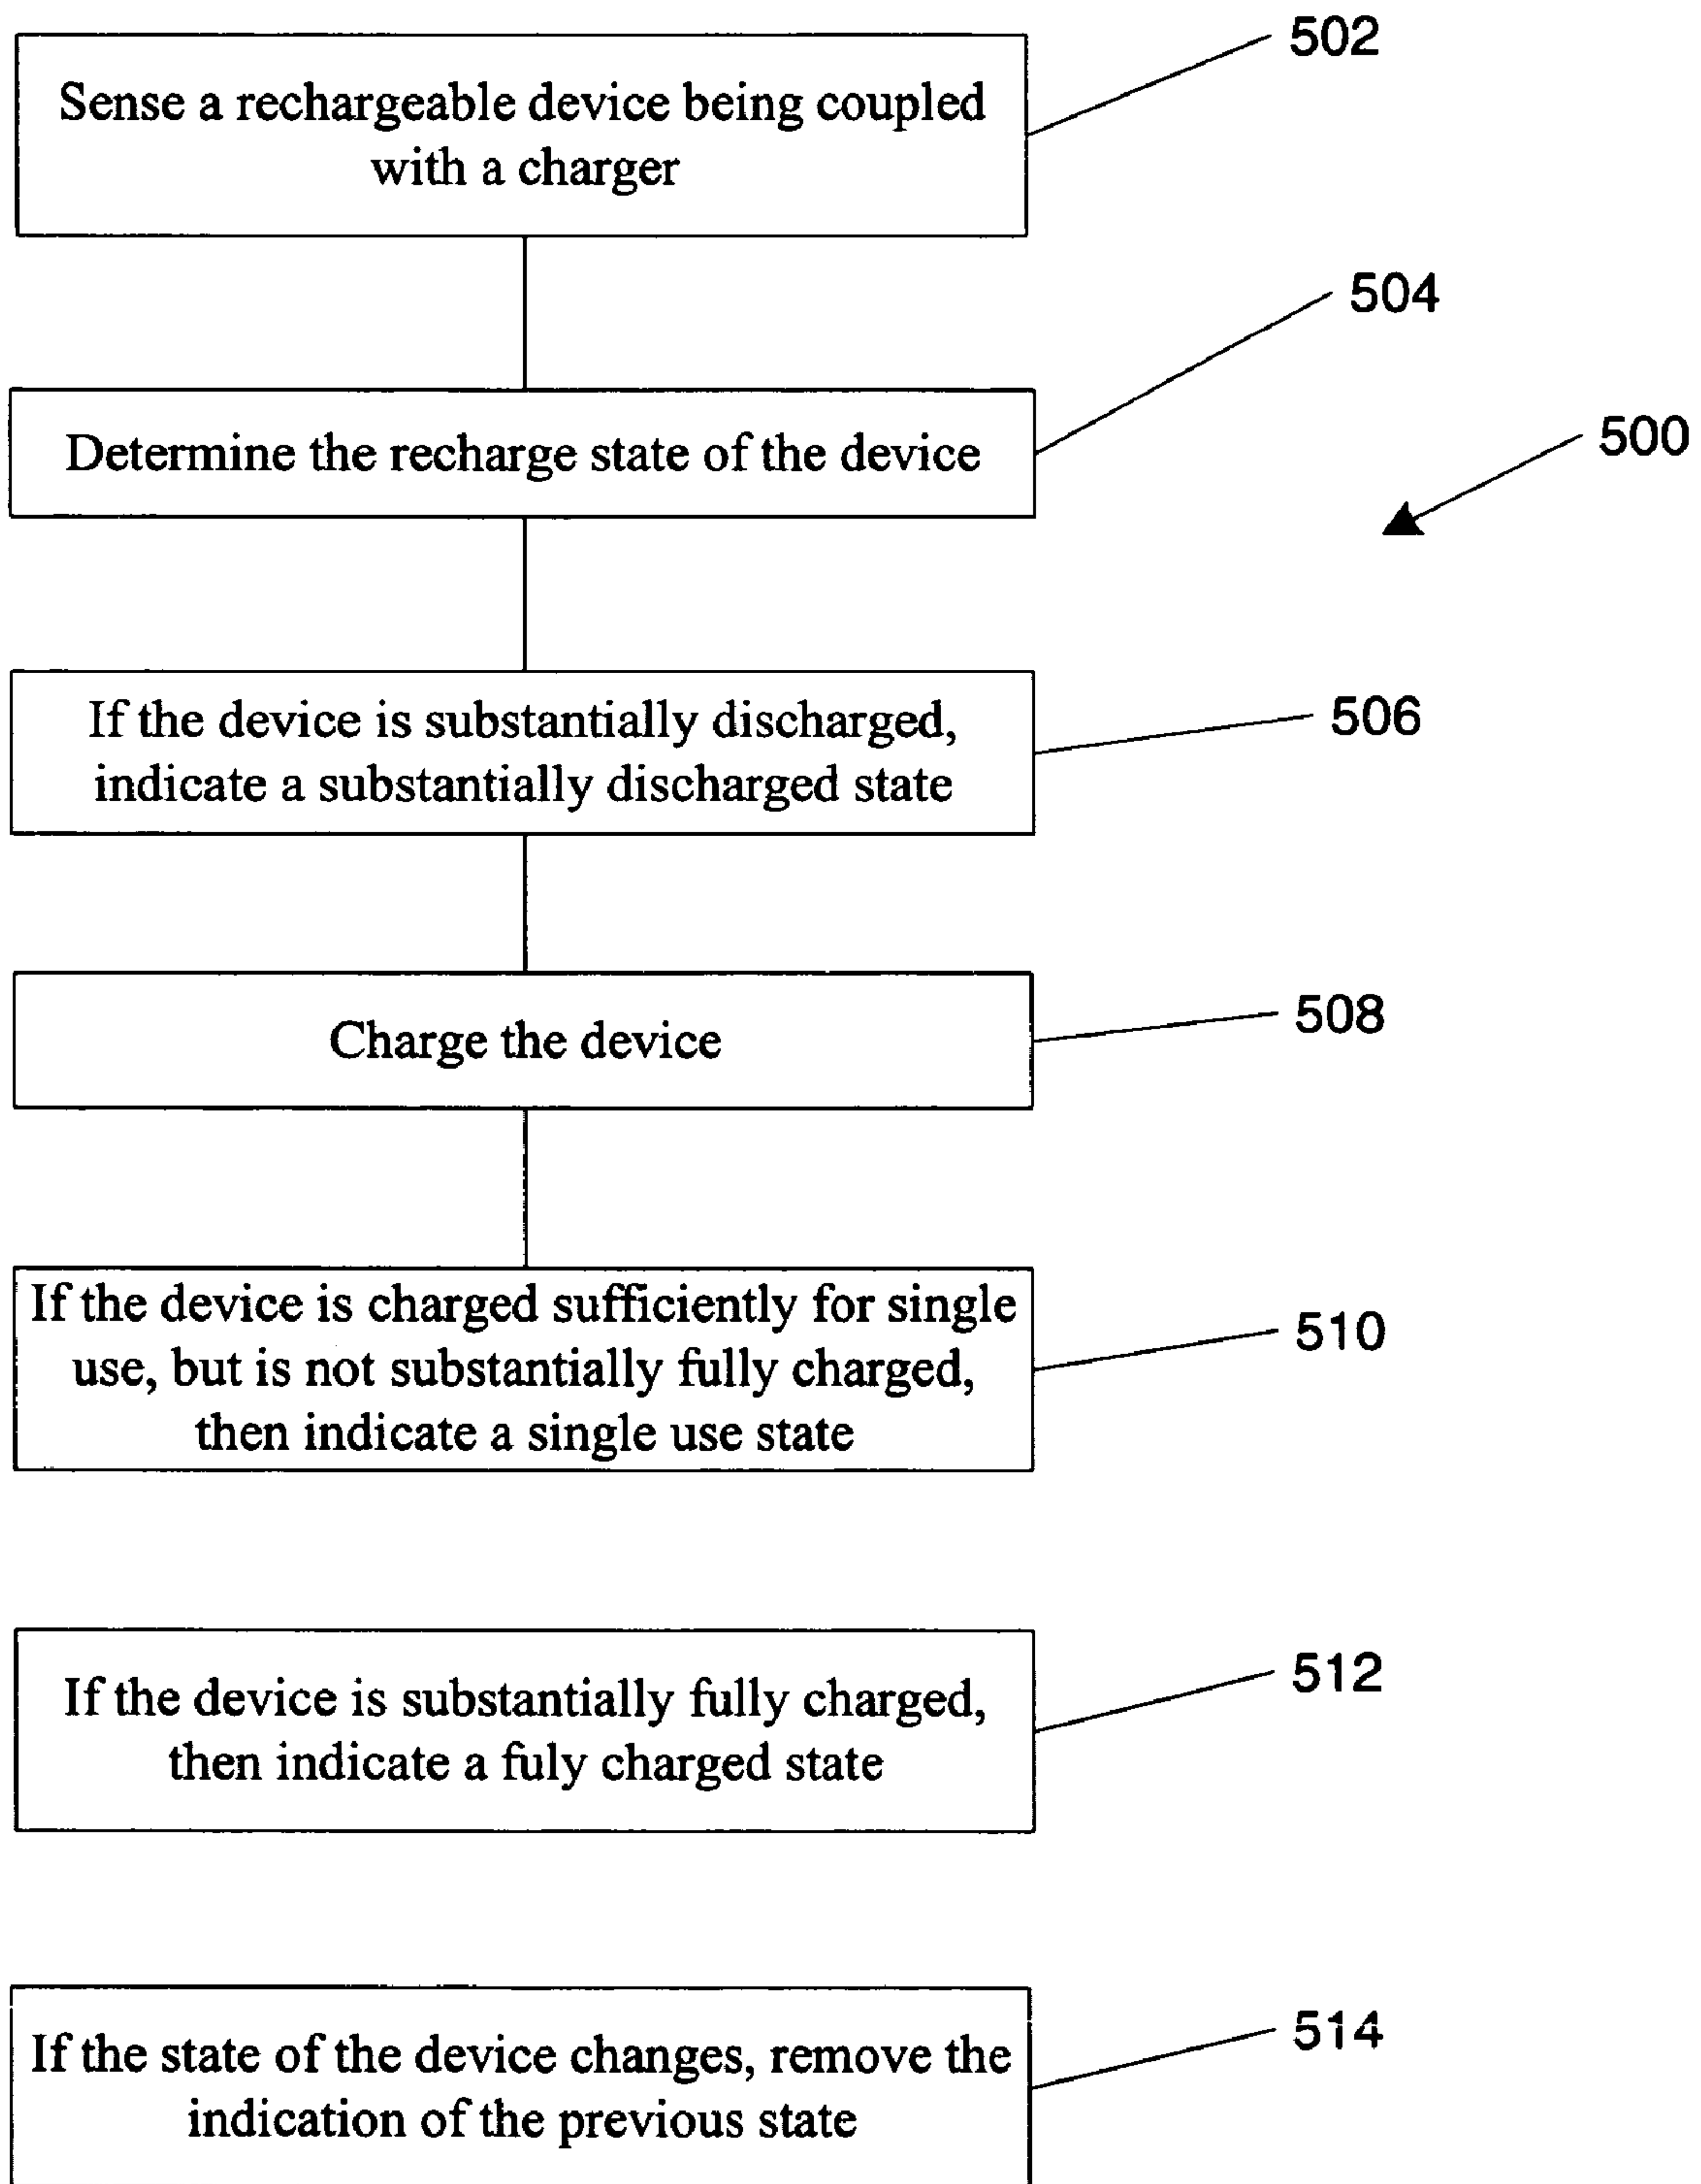 502
Sense a rechargeable device being coupled
with a charger
504
Determine the recharge state of the device
500
If the device is substantially discharged,
indicate a substantially discharged state
506
Charge the device
508
If the device is charged sufficiently for single
use, but is not substantially fully charged,
then indicate a single use state
510
If the device is substantially fully charged,
then indicate a fuly charged state
512
If the state of the device changes, remove the
indication of the previous state
514